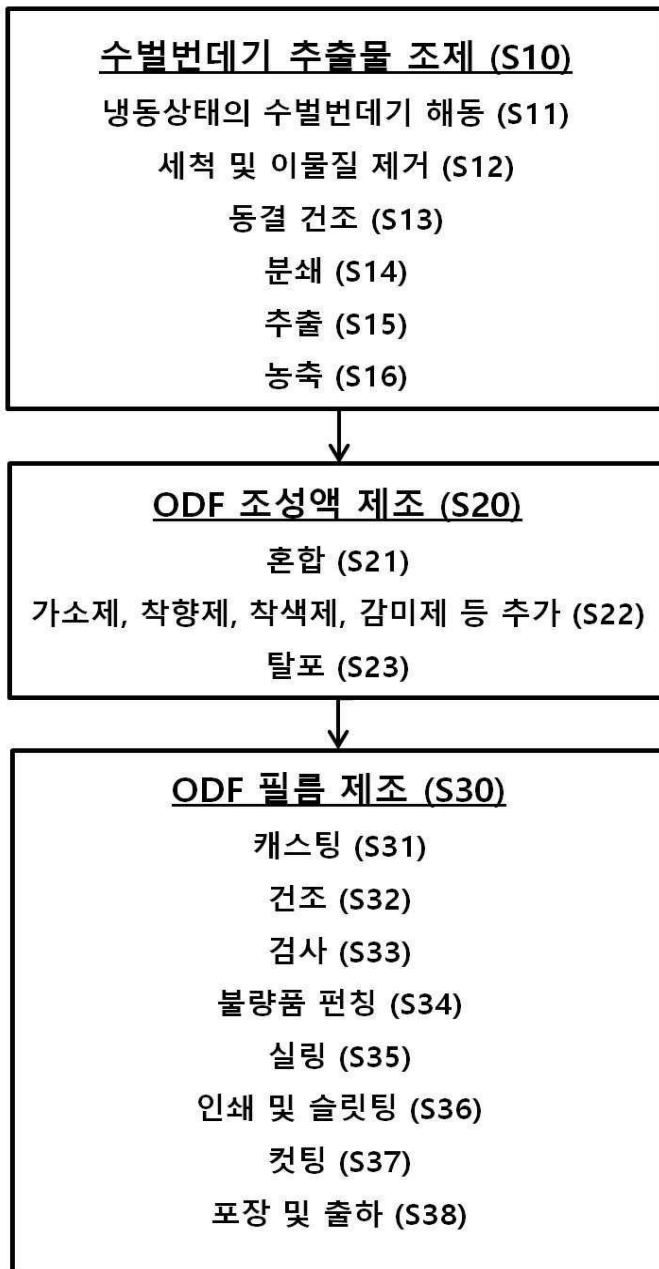 수벌번데기 추출물 조제 (S10)
냉동상태의 수벌번데기 해동 (S11)
세척 및 이물질 제거 (S12)
동결 건조 (S13)
분쇄 (S14)
추출 (S15)
농축 (S16)
ODF 조성액 제조 (S20)
혼합 (S21)
가소제, 착향제, 착색제, 감미제 등 추가 (S22)
탈포 (S23)
ODF 필름 제조 (S30)
캐스팅 (S31)
건조 (S32)
검사 (S33)
불량품 펀칭 (S34)
실링 (S35)
인쇄 및 슬릿팅 (S36)
컷팅 (S37)
포장 및 출하 (S38)